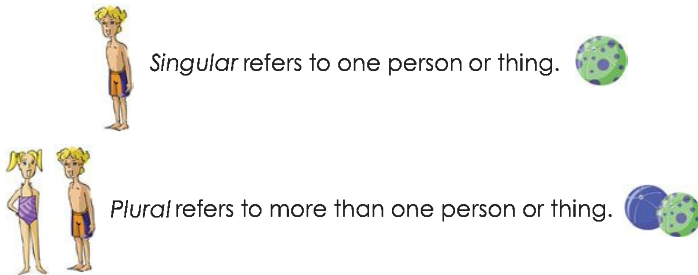 Singular refers to one person or thing.
Plural refers to more than one person or thing.